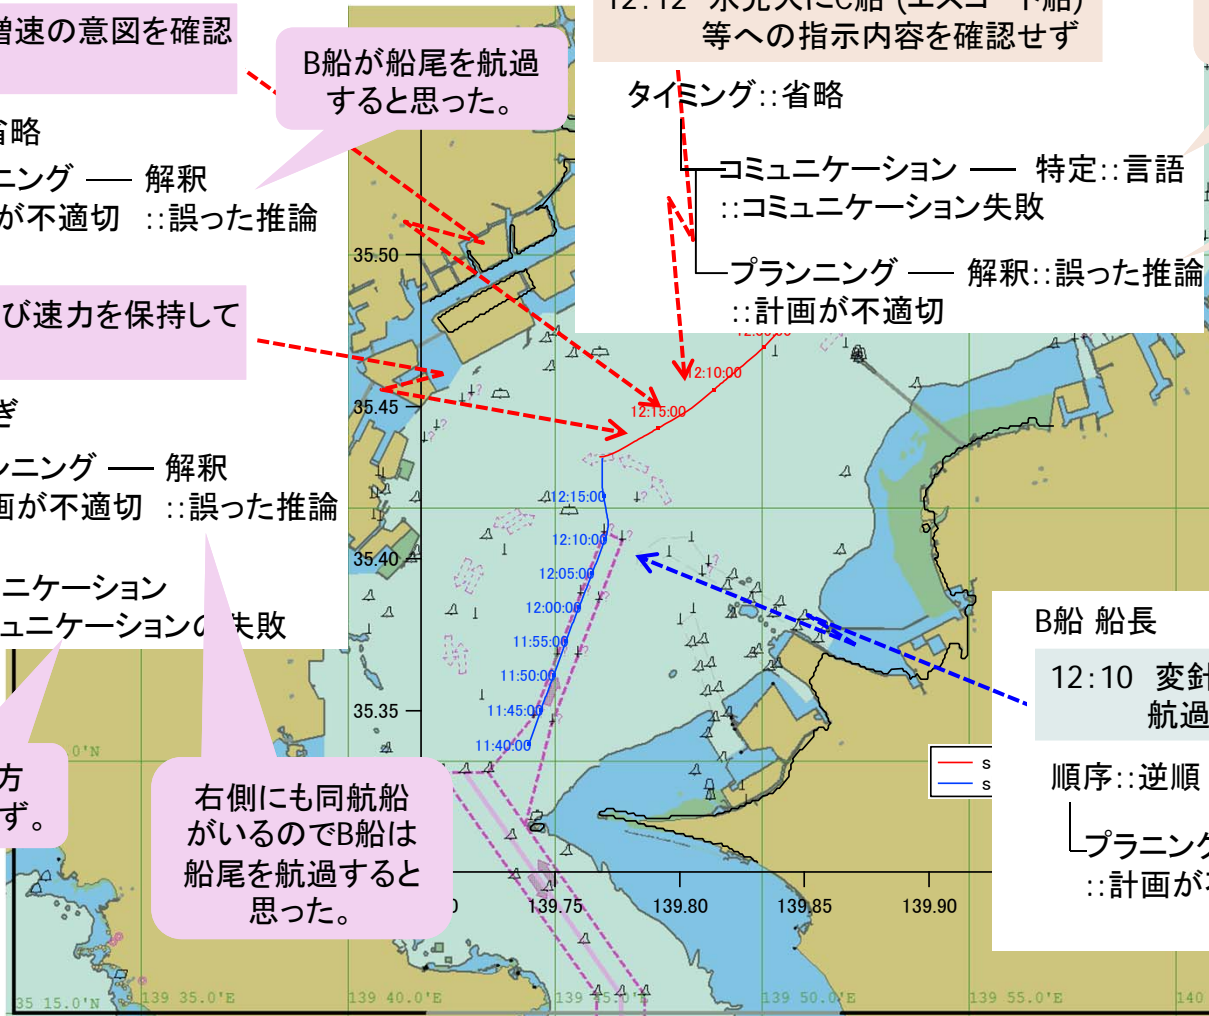 増速の意図を確認
B船が船尾を航過
すると思った。
省略
ニング ── 解釈
が不適切 ::誤った推論
12:12
等への指示内容を確認せず
タイミング::省略
コミュニケーション ── 特定::言語
::コミュニケーション失敗
プランニング ── 解釈::誤った推論
::計画が不適切
び速力を保持して
ぎ
ンニング ── 解釈
画が不適切 ::誤った推論
ニケーション
ュニケーションの失敗
方
ず。
右側にも同航船
がいるのでB船は
船尾を航過すると
思った。
B船 船長
12:10 変針
航過
順序::逆順
プラニング
::計画が不
35.50
35.45
35.40
35.35
12:10:00
12:15:00
12:15:00
12:10:00
12:05:00
12:00:00
11:55:00
11:50:00
11:45:00
11:40:00
s
s
0'N
0
139.75
139.80
139.85
139.90
35 15.0'N
139 35.0'E
139 40.0'E
139 45.0'E
139 50.0'E
139 55.0'E
140